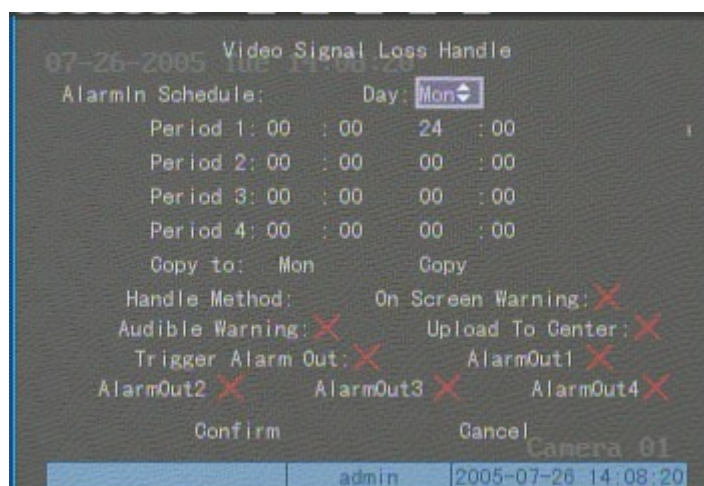 Video Signal Loss Handle
07-26-2005 Tue 14:08:20
AlarmIn Schedule: Day: Mon
Period 1: 00 : 00 24 : 00
Period 2: 00 : 00 00 : 00
Period 3: 00 : 00 00 : 00
Period 4: 00 : 00 00 : 00
Copy to: Mon Copy
Handle Method: On Screen Warning:
Audible Warning: Upload To Center:
Trigger Alarm Out: AlarmOut1
AlarmOut2 AlarmOut3 AlarmOut4
Confirm Cancel
Camera 01
admin 2005-07-26 14:08:20